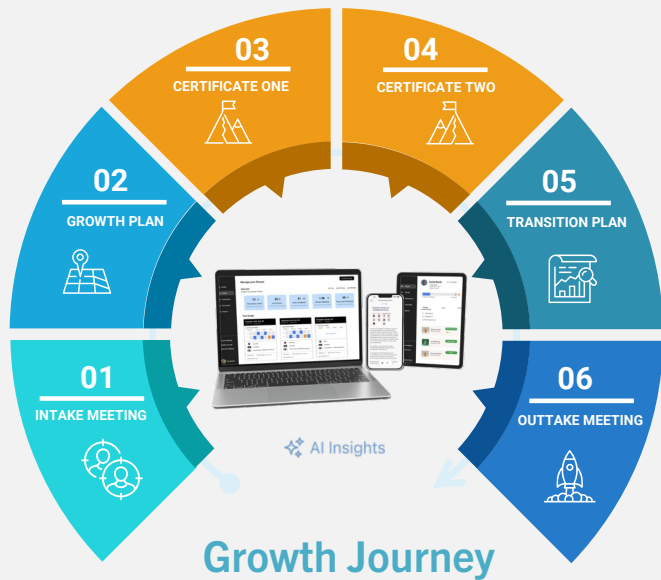 01
INTAKE MEETING
02
GROWTH PLAN
03
CERTIFICATE ONE
04
CERTIFICATE TWO
05
TRANSITION PLAN
06
OUTTAKE MEETING
AI Insights
Growth Journey